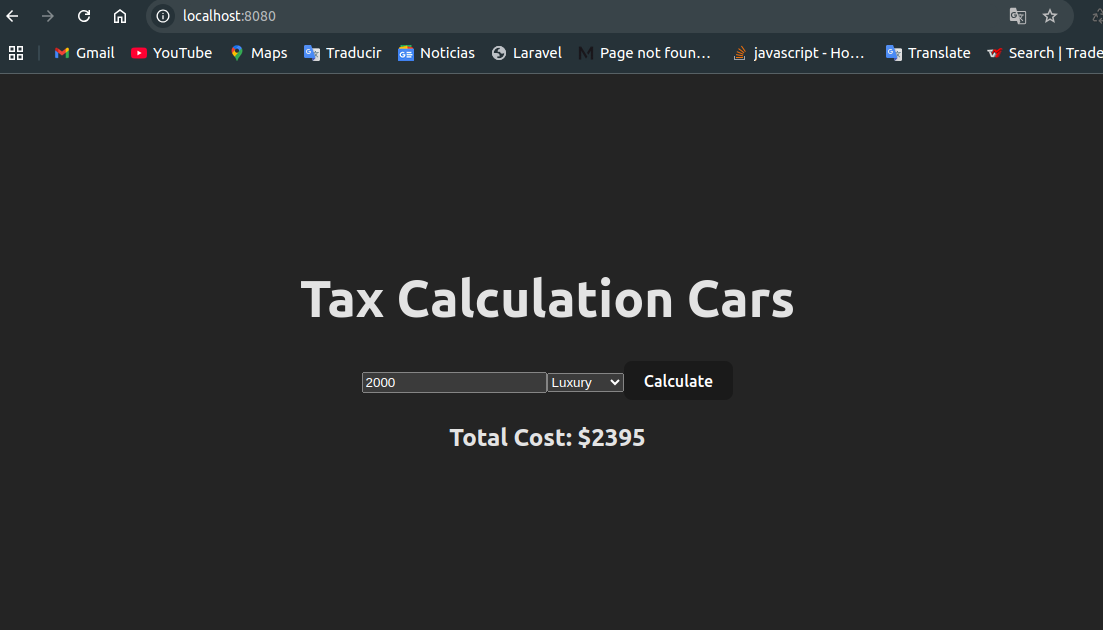 localhost:8080
Gmail YouTube Maps Traducir Noticias Laravel Page not foun… javascript - Ho… Translate Search | Trade
Tax Calculation Cars
2000 Luxury Calculate
Total Cost: $2395